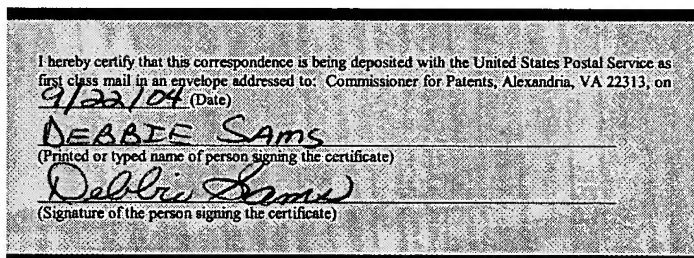 I hereby certify that this correspondence is being deposited with the United States Postal Service as
first class mail in an envelope addressed to: Commissioner for Patents, Alexandria, VA 22313, on
9/22/04 (Date)
DEBBIE SAMS
(Printed or typed name of person signing the certificate)
Debbie Sams
(Signature of the person signing the certificate)